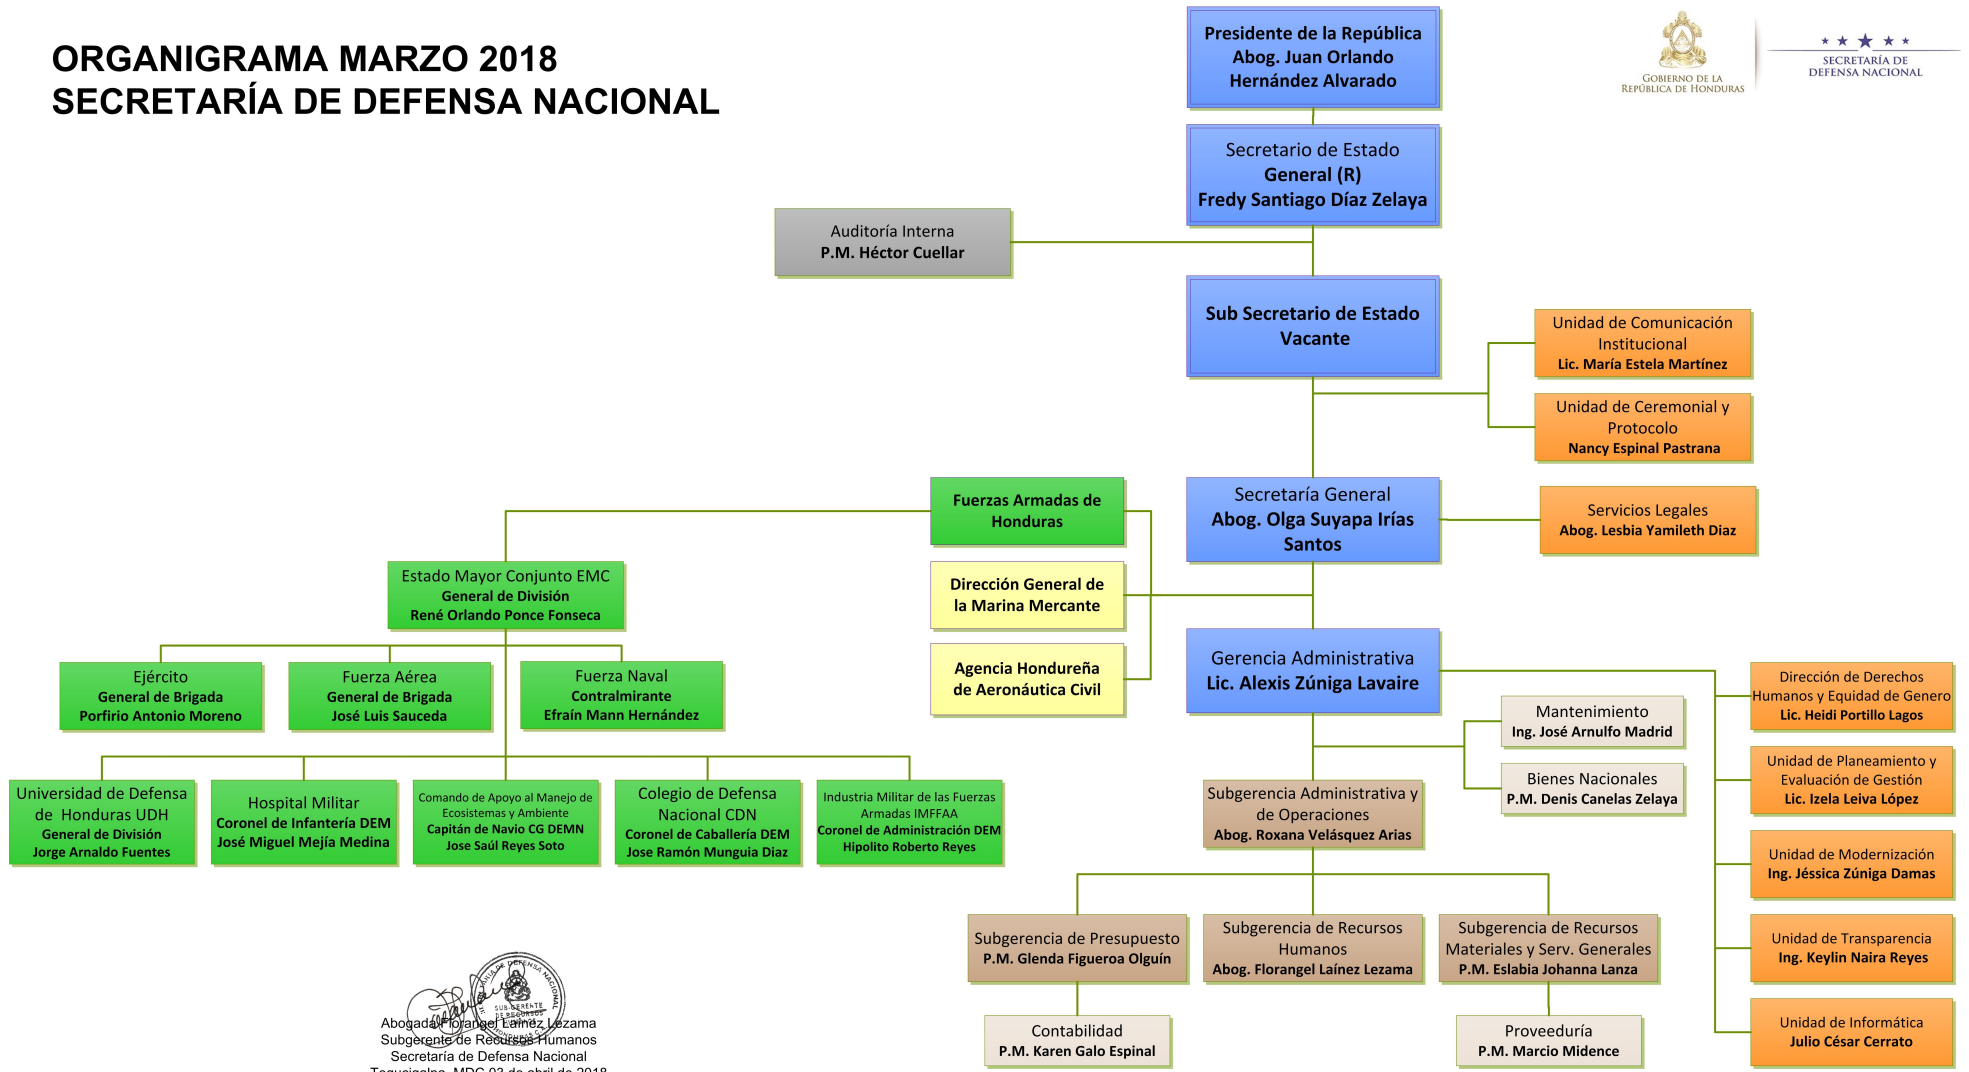 ORGANIGRAMA MARZO 2018
SECRETARÍA DE DEFENSA NACIONAL
Presidente de la República
Abog. Juan Orlando
Hernández Alvarado
GOBIERNO DE LA
REPÚBLICA DE HONDURAS
SECRETARÍA DE
DEFENSA NACIONAL
Secretario de Estado
General (R)
Fredy Santiago Díaz Zelaya
Auditoría Interna
P.M. Héctor Cuellar
Sub Secretario de Estado
Vacante
Unidad de Comunicación
Institucional
Lic. María Estela Martínez
Unidad de Ceremonial y
Protocolo
Nancy Espinal Pastrana
Fuerzas Armadas de
Honduras
Secretaría General
Abog. Olga Suyapa Irías
Santos
Servicios Legales
Abog. Lesbia Yamileth Diaz
Estado Mayor Conjunto EMC
General de División
René Orlando Ponce Fonseca
Dirección General de
la Marina Mercante
Agencia Hondureña
de Aeronáutica Civil
Gerencia Administrativa
Lic. Alexis Zúniga Lavaire
Ejército
General de Brigada
Porfirio Antonio Moreno
Fuerza Aérea
General de Brigada
José Luis Sauceda
Fuerza Naval
Contralmirante
Efraín Mann Hernández
Mantenimiento
Ing. José Arnulfo Madrid
Bienes Nacionales
P.M. Denis Canelas Zelaya
Dirección de Derechos
Humanos y Equidad de Genero
Lic. Heidi Portillo Lagos
Unidad de Planeamiento y
Evaluación de Gestión
Lic. Izela Leiva López
Unidad de Modernización
Ing. Jéssica Zúniga Damas
Unidad de Transparencia
Ing. Keylin Naira Reyes
Unidad de Informática
Julio César Cerrato
Universidad de Defensa
de Honduras UDH
General de División
Jorge Arnaldo Fuentes
Hospital Militar
Coronel de Infantería DEM
José Miguel Mejía Medina
Comando de Apoyo al Manejo de
Ecosistemas y Ambiente
Capitán de Navio CG DEMN
Jose Saúl Reyes Soto
Colegio de Defensa
Nacional CDN
Coronel de Caballería DEM
Jose Ramón Munguia Diaz
Industria Militar de las Fuerzas
Armadas IMFFAA
Coronel de Administración DEM
Hipolito Roberto Reyes
Subgerencia Administrativa y
de Operaciones
Abog. Roxana Velásquez Arias
Subgerencia de Presupuesto
P.M. Glenda Figueroa Olguín
Subgerencia de Recursos
Humanos
Abog. Florangel Laínez Lezama
Subgerencia de Recursos
Materiales y Serv. Generales
P.M. Eslabia Johanna Lanza
Contabilidad
P.M. Karen Galo Espinal
Proveeduría
P.M. Marcio Midence
SUB-GERENTE
DE RECURSOS
Abogada Florangel Laínez Lezama
Subgerente de Recursos Humanos
Secretaría de Defensa Nacional
Tegucigalpa, MDC 03 de abril de 2018